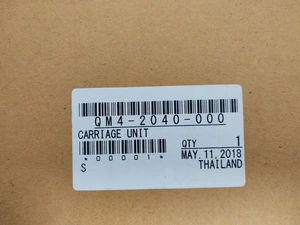 QM4-2040-000
CARRIAGE UNIT
QTY 1
*00001*
MAY.11,2018
S THAILAND